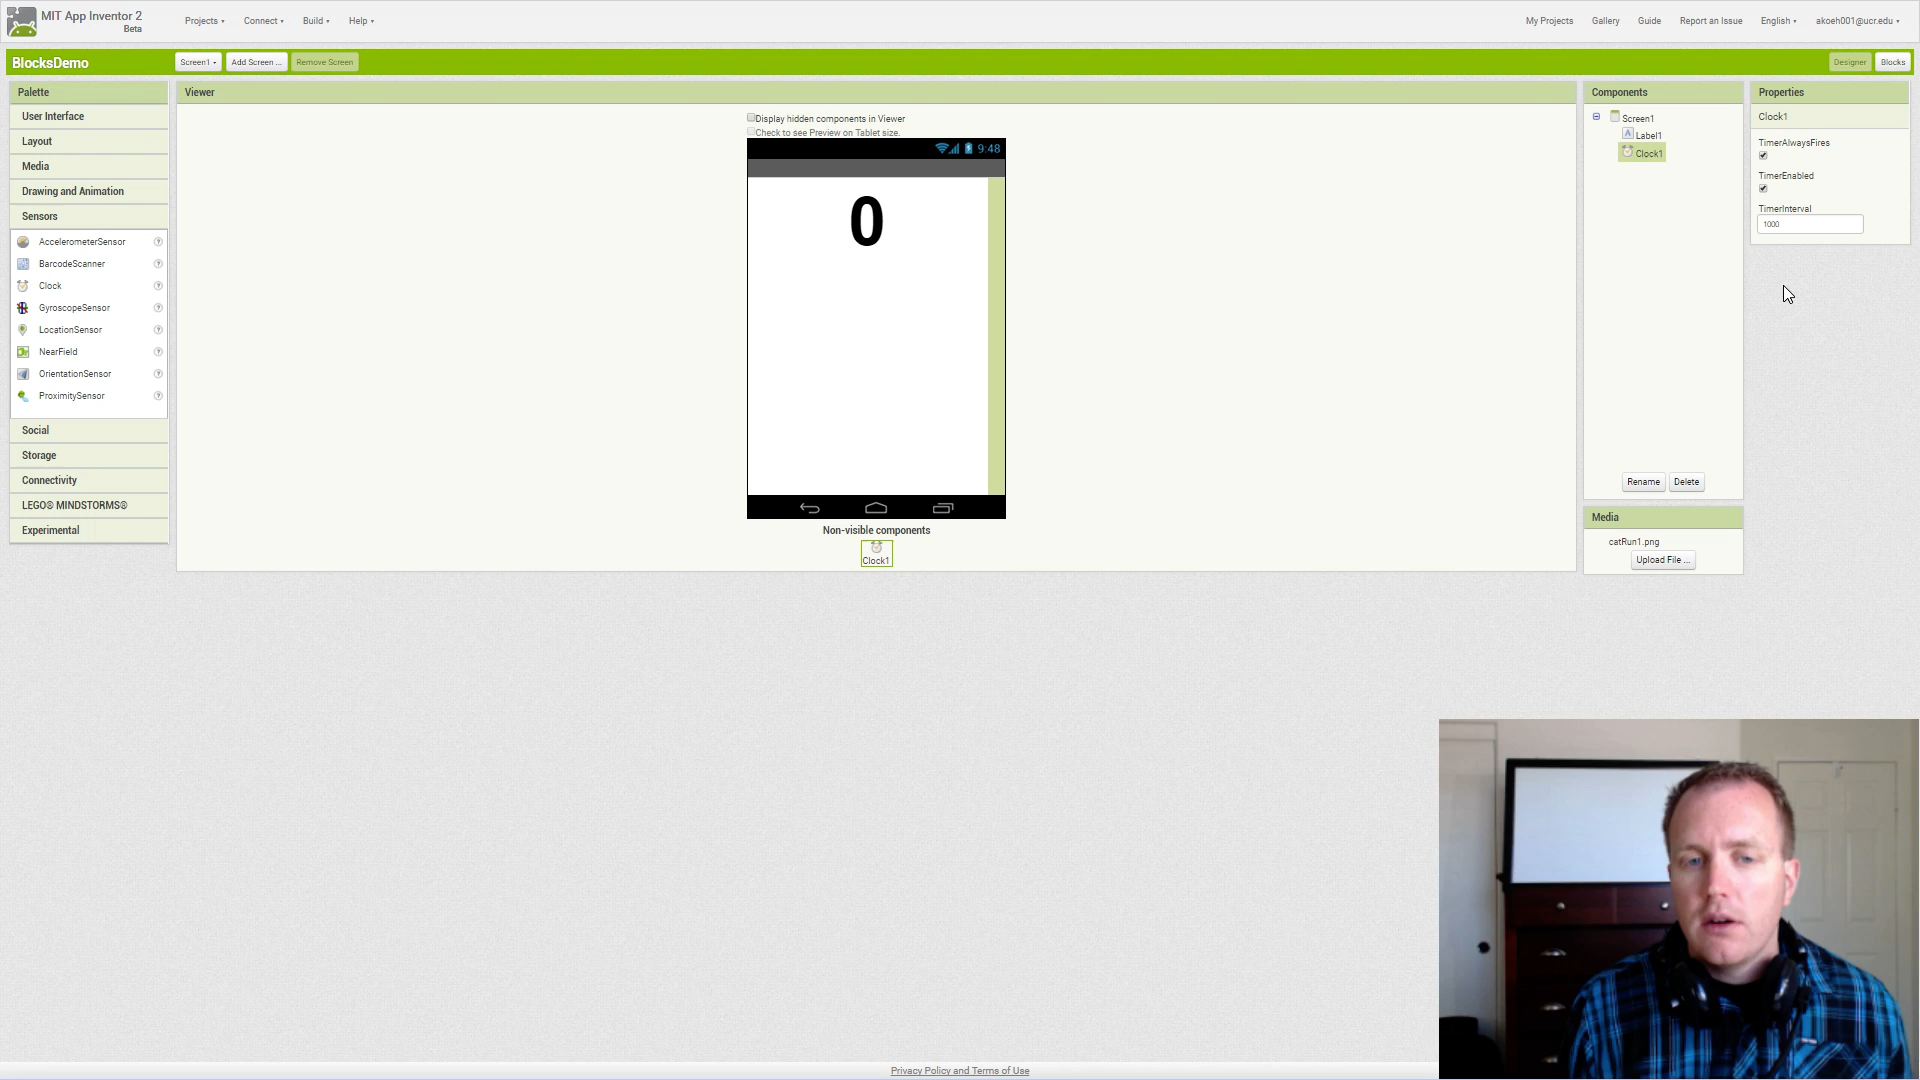 MIT App Inventor 2
Beta
Projects
Connect
Build
Help
My Projects
Gallery
Guide
Report an Issue
English
akoeh001@ucr.edu
BlocksDemo
Screen1
Add Screen ...
Remove Screen
Designer
Blocks
Palette
User Interface
Layout
Media
Drawing and Animation
Sensors
AccelerometerSensor
BarcodeScanner
Clock
GyroscopeSensor
LocationSensor
NearField
OrientationSensor
ProximitySensor
Social
Storage
Connectivity
LEGO® MINDSTORMS®
Experimental
Viewer
Display hidden components in Viewer
Check to see Preview on Tablet size.
9:48
0
Non-visible components
Clock1
Components
Screen1
Label1
Clock1
Rename
Delete
Media
catRun1.png
Upload File ...
Properties
Clock1
TimerAlwaysFires
TimerEnabled
TimerInterval
1000
Privacy Policy and Terms of Use